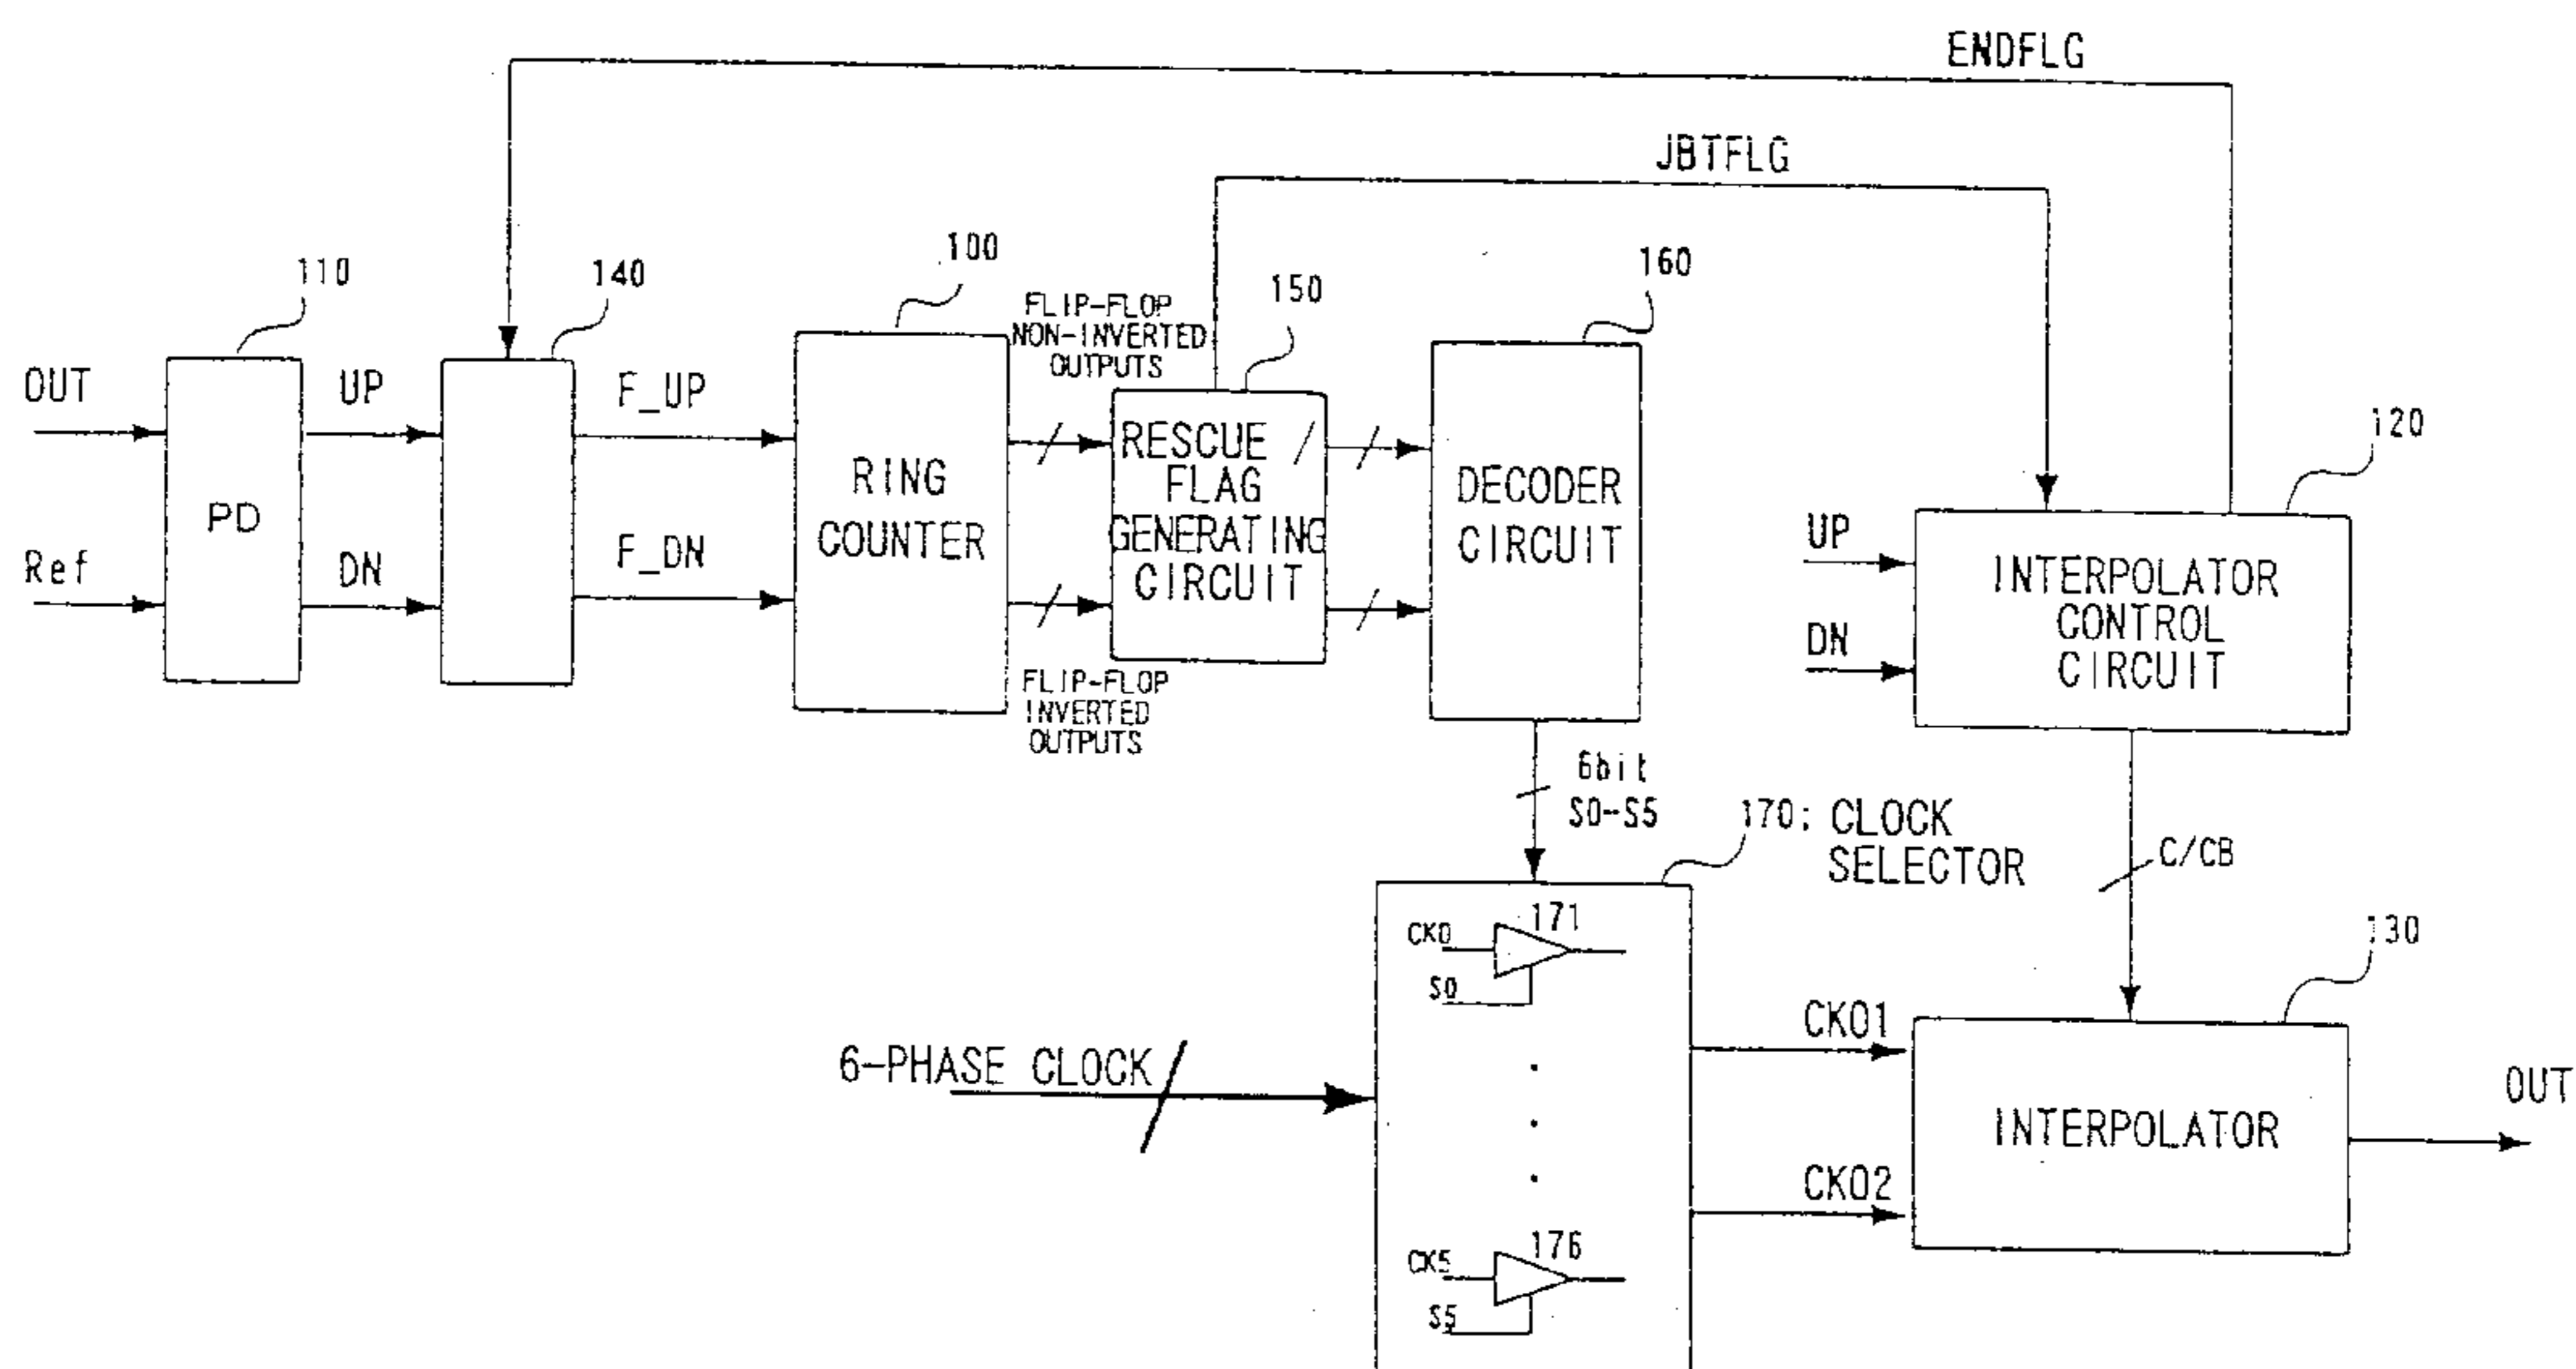 ENDFLG
JBTFLG
110
140
100
150
160
120
FLIP-FLOP
NON-INVERTED
OUTPUTS
OUT
UP
F_UP
Ref
DN
F_DN
PD
RING
COUNTER
RESCUE
FLAG
GENERATING
CIRCUIT
DECODER
CIRCUIT
UP
DN
INTERPOLATOR
CONTROL
CIRCUIT
FLIP-FLOP
INVERTED
OUTPUTS
6bit
S0-S5
170; CLOCK
SELECTOR
C/CB
CK0
171
S0
130
6-PHASE CLOCK
CKO1
CKO2
INTERPOLATOR
OUT
CK5
176
S5